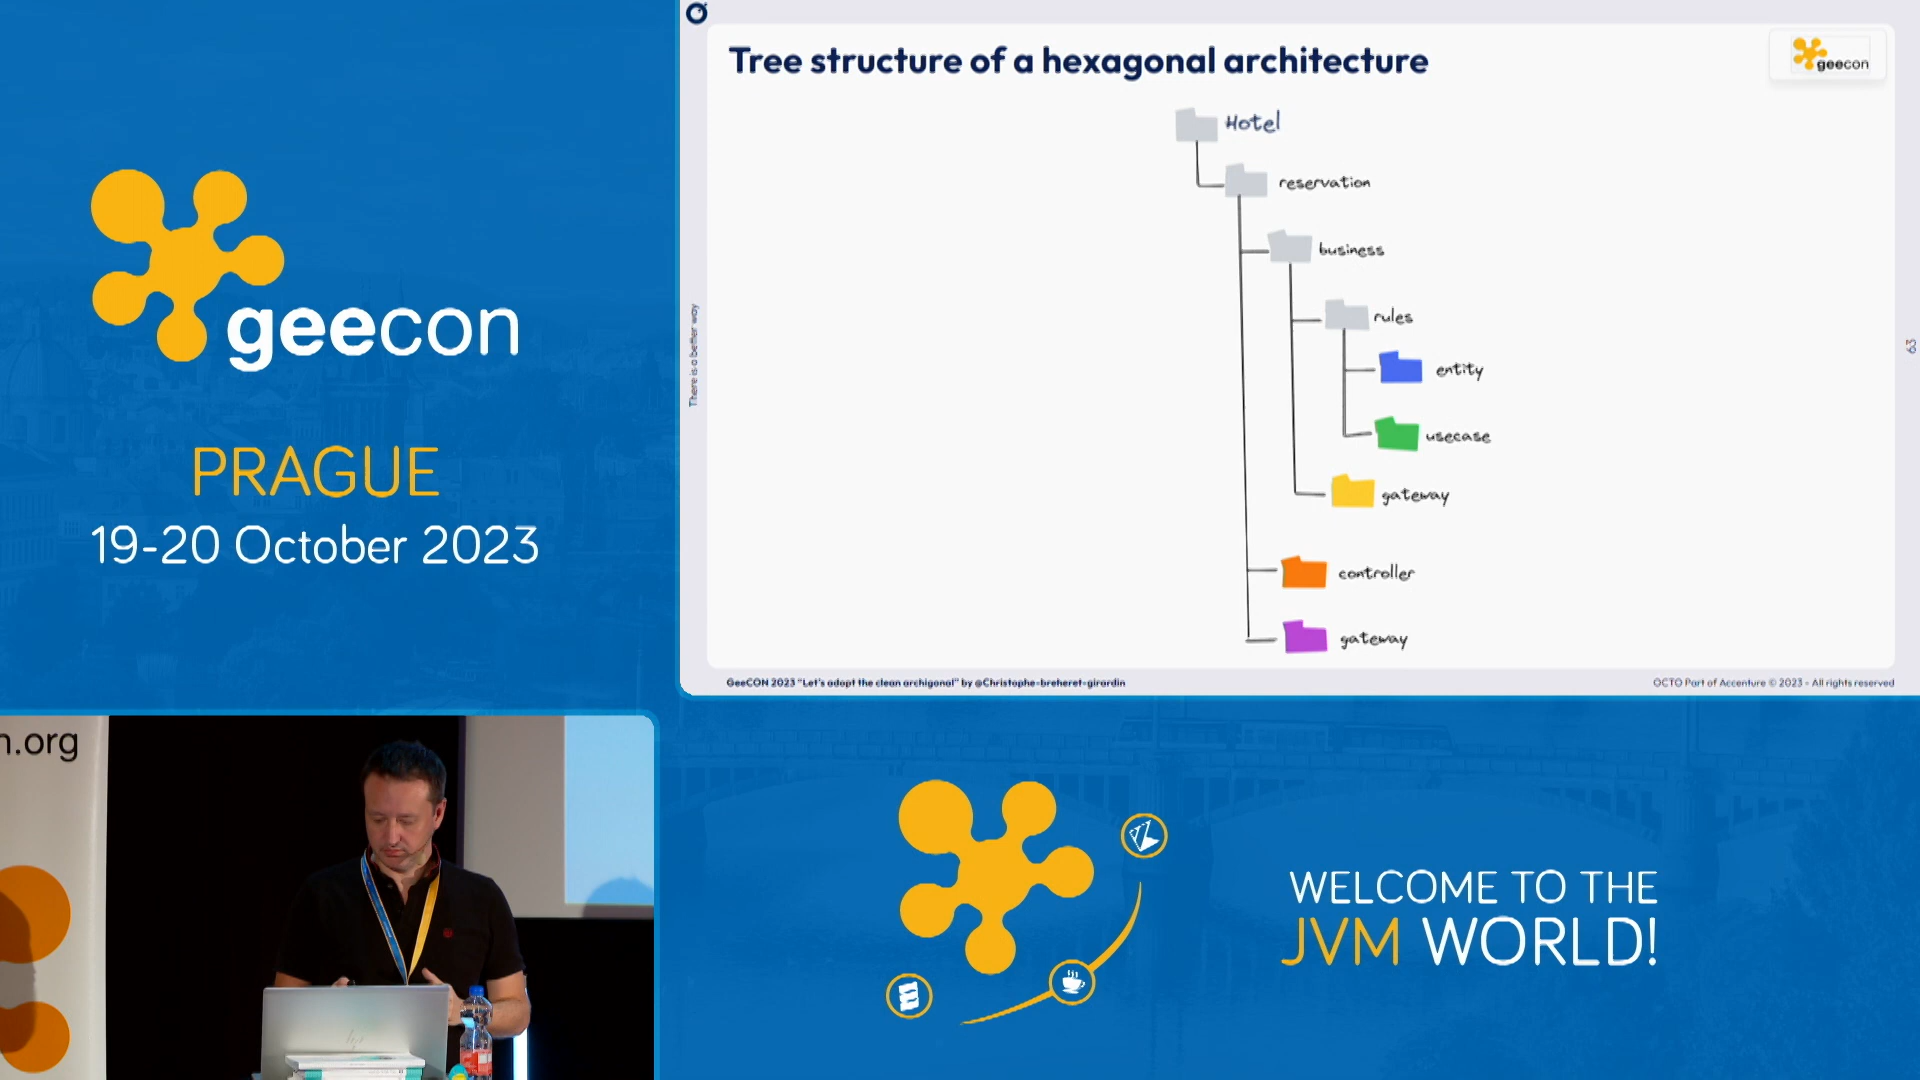 geecon
PRAGUE
19-20 October 2023
Tree structure of a hexagonal architecture
geecon
Hotel
reservation
business
rules
entity
usecase
gateway
controller
gateway
There is a better way
63
GeeCON 2023 "Let's adopt the clean archigonal" by @Christophe-breheret-girardin
OCTO Part of Accenture © 2023 - All rights reserved
n.org
WELCOME TO THE
JVM WORLD!